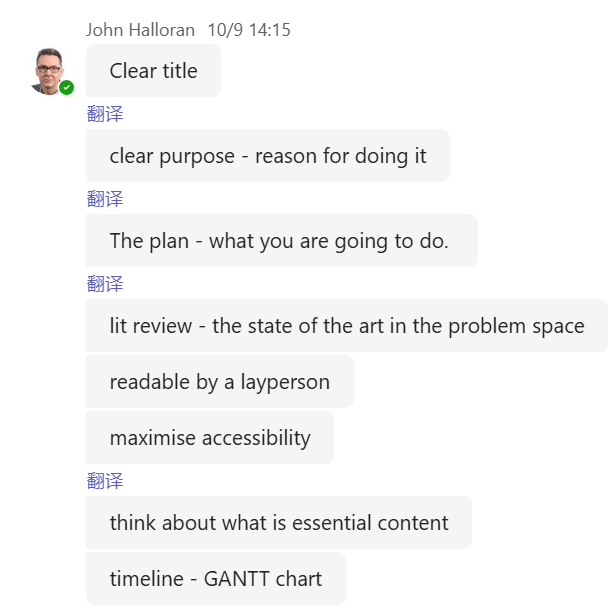 John Halloran 10/9 14:15
Clear title
翻译
clear purpose - reason for doing it
翻译
The plan - what you are going to do.
翻译
lit review - the state of the art in the problem space
readable by a layperson
maximise accessibility
翻译
think about what is essential content
timeline - GANTT chart